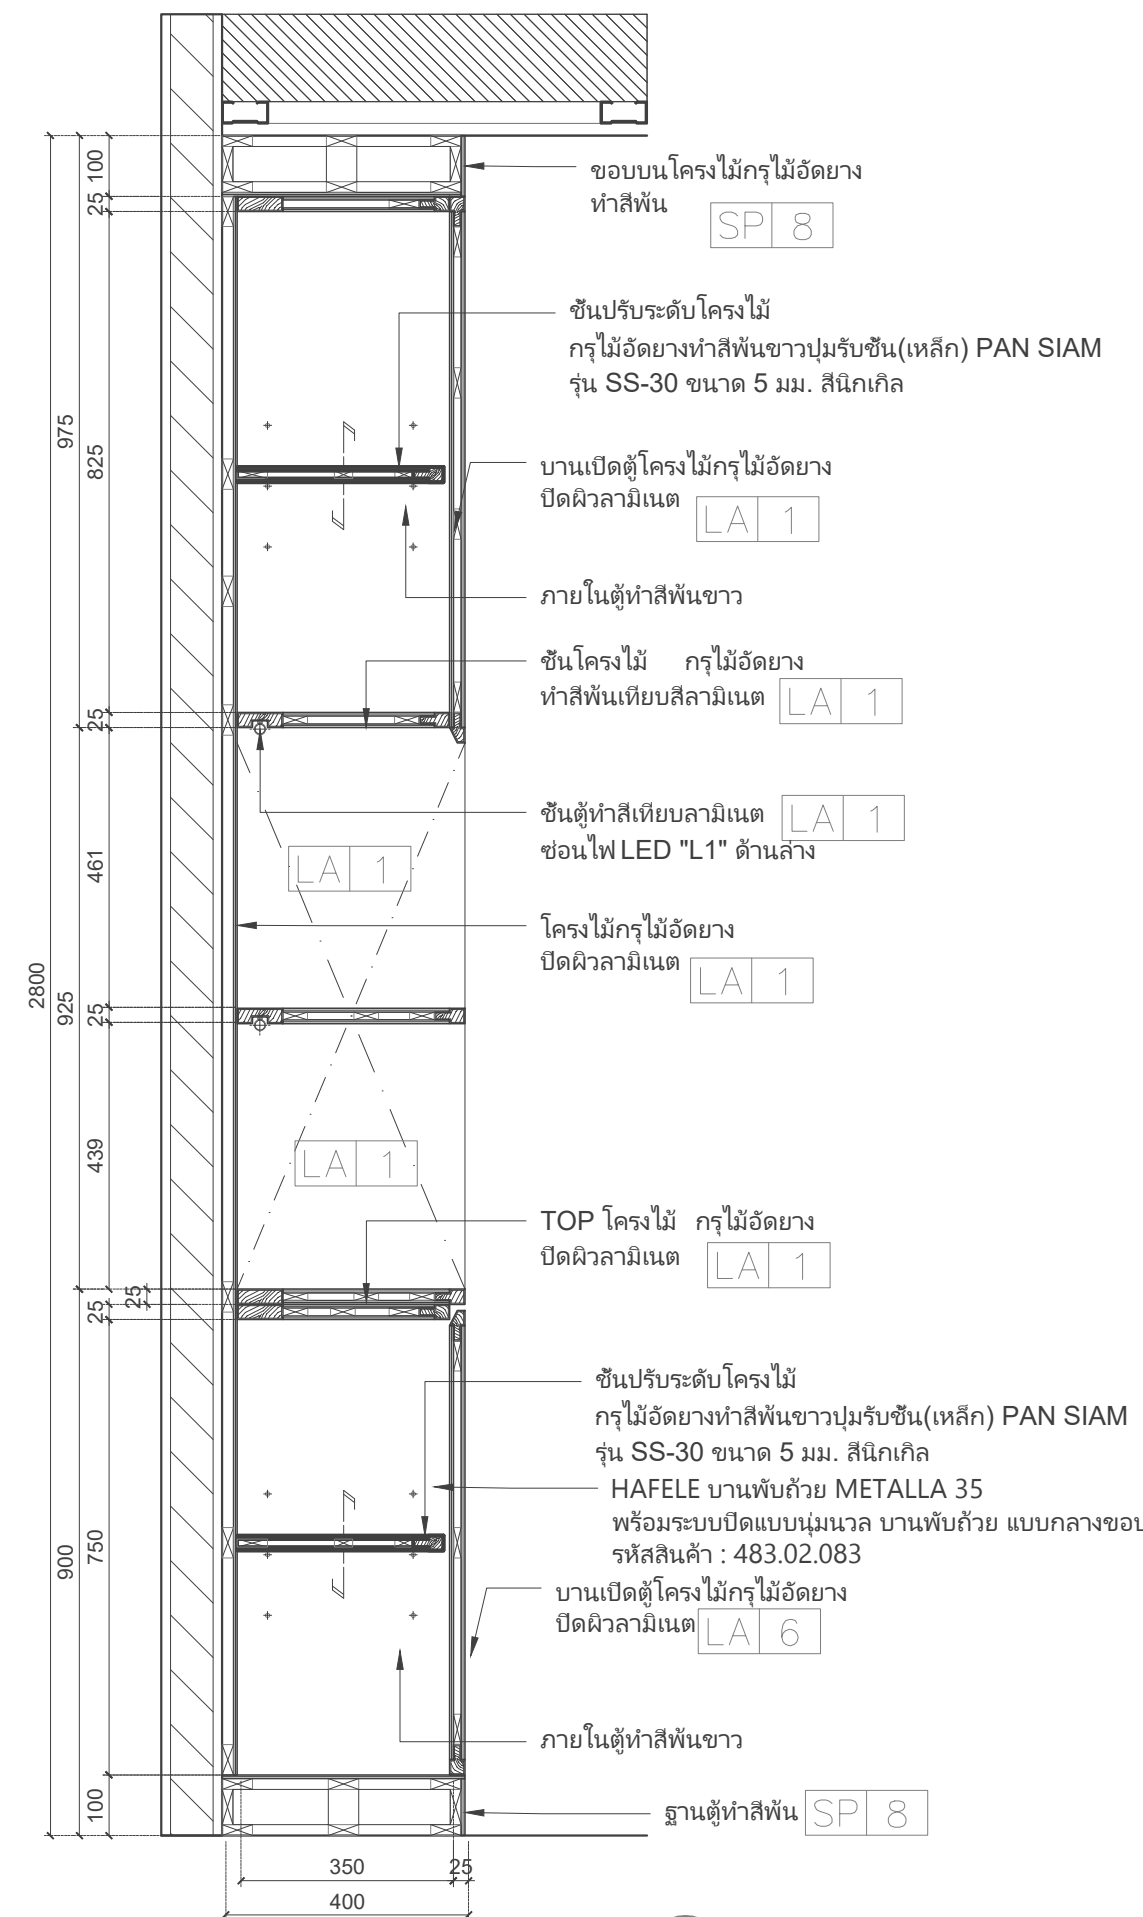 ขอบบนโครงไม้กรุไม้อัดยาง
ทำสีพ้น
SP 8
ชั้นปรับระดับโครงไม้
กรุไม้อัดยางทำสีพ้นขาวปุ่มรับชั้น(เหล็ก) PAN SIAM
รุ่น SS-30 ขนาด 5 มม. สีนิกเกิล
บานเปิดตู้โครงไม้กรุไม้อัดยาง
ปิดผิวลามิเนต LA 1
ภายในตู้ทำสีพ้นขาว
ชั้นโครงไม้ กรุไม้อัดยาง
ทำสีพ้นเทียบสีลามิเนต LA 1
ชั้นตู้ทำสีเทียบลามิเนต LA 1
ซ่อนไฟ LED "L1" ด้านล่าง
LA 1
โครงไม้กรุไม้อัดยาง
ปิดผิวลามิเนต LA 1
LA 1
TOP โครงไม้ กรุไม้อัดยาง
ปิดผิวลามิเนต LA 1
ชั้นปรับระดับโครงไม้
กรุไม้อัดยางทำสีพ้นขาวปุ่มรับชั้น(เหล็ก) PAN SIAM
รุ่น SS-30 ขนาด 5 มม. สีนิกเกิล
HAFELE บานพับถ้วย METALLA 35
พร้อมระบบปิดแบบนุ่มนวล บานพับถ้วย แบบกลางขอบ
รหัสสินค้า : 483.02.083
บานเปิดตู้โครงไม้กรุไม้อัดยาง
ปิดผิวลามิเนต LA 6
ภายในตู้ทำสีพ้นขาว
ฐานตู้ทำสีพ้น SP 8
100
25
975
825
25
461
2800
925
25
439
25
25
900
750
100
350
25
400